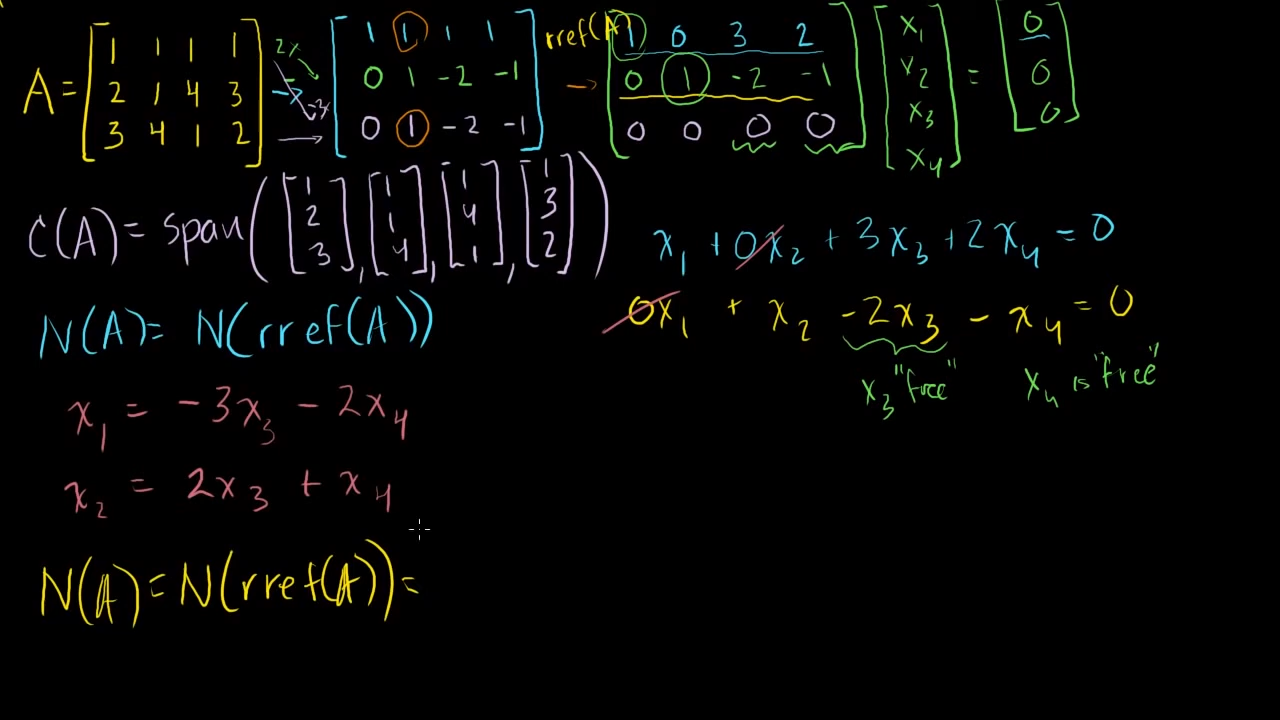 A = [1 1 1 1; 2 1 4 3; 3 4 1 2] 2x -3x → [1 1 1 1; 0 1 -2 -1; 0 1 -2 -1] rref(A) → [1 0 3 2; 0 1 -2 -1; 0 0 0 0] [x1 x2 x3 x4] = [0 0 0]
C(A) = span([1 2 3], [1 1 4], [1 4 1], [1 3 2])
x1 + 0x2 + 3x3 + 2x4 = 0
N(A) = N(rref(A))
0x1 + x2 - 2x3 - x4 = 0
x3 "free" x4 is "free"
x1 = -3x3 - 2x4
x2 = 2x3 + x4
N(A) = N(rref(A)) =